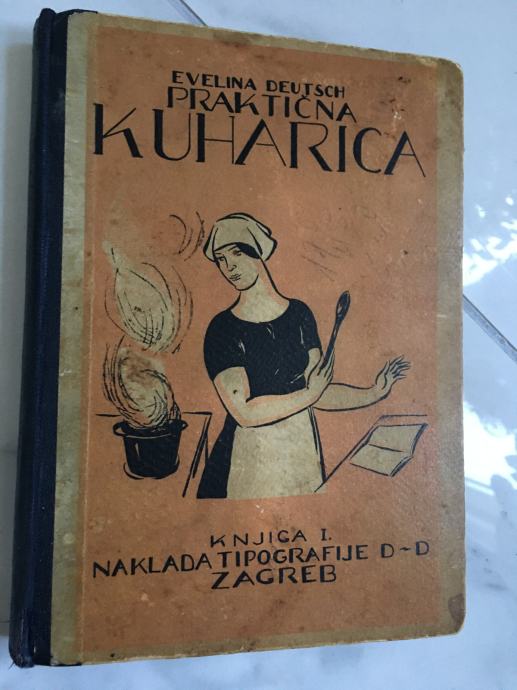 EVELINA DEUTSCH
PRAKTIČNA
KUHARICA
KNJIGA I.
NAKLADA TIPOGRAFIJE D-D
ZAGREB